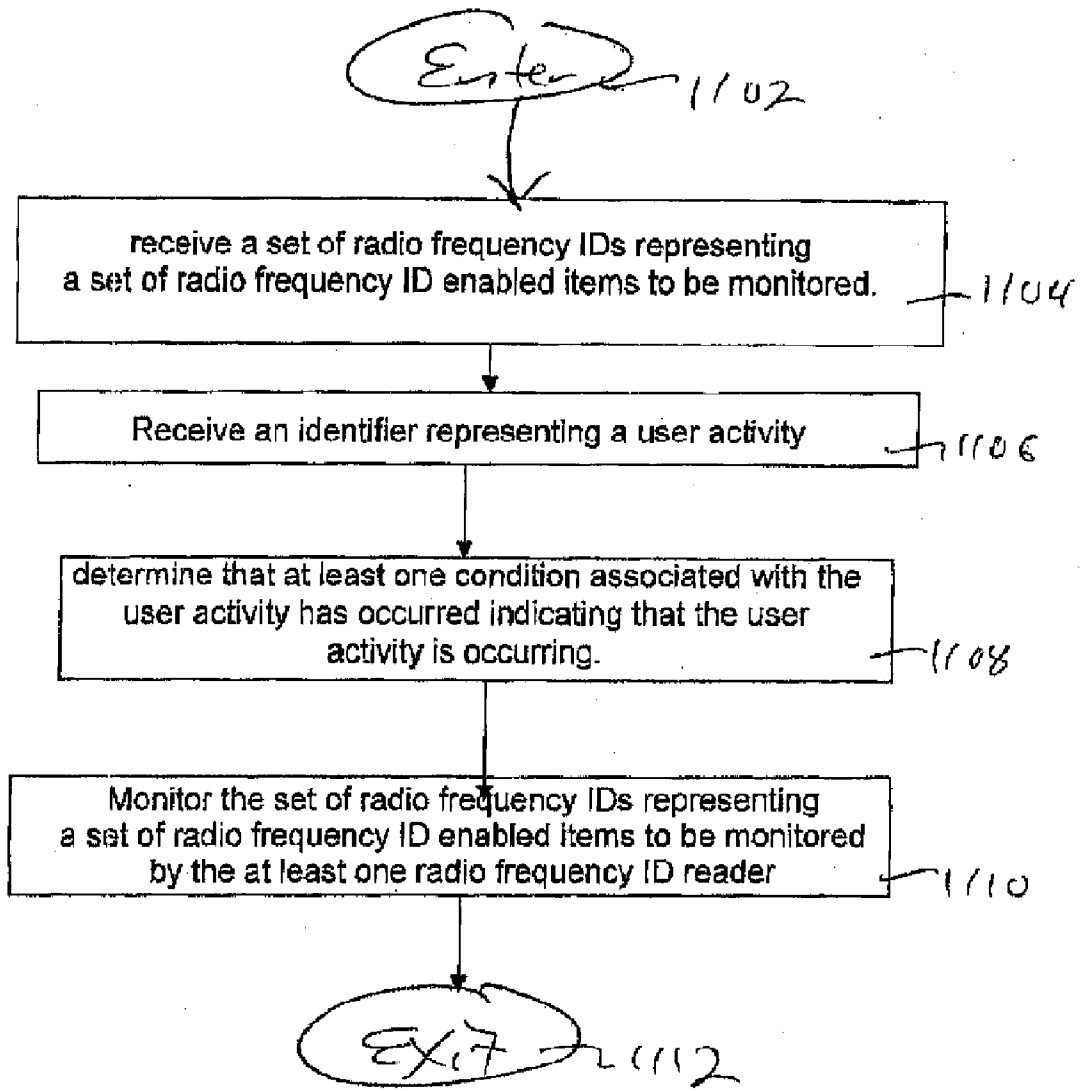 Enter
1102
receive a set of radio frequency IDs representing
a set of radio frequency ID enabled items to be monitored.
1104
Receive an identifier representing a user activity
1106
determine that at least one condition associated with the
user activity has occurred indicating that the user
activity is occurring.
1108
Monitor the set of radio frequency IDs representing
a set of radio frequency ID enabled items to be monitored
by the at least one radio frequency ID reader
1110
Exit
1112